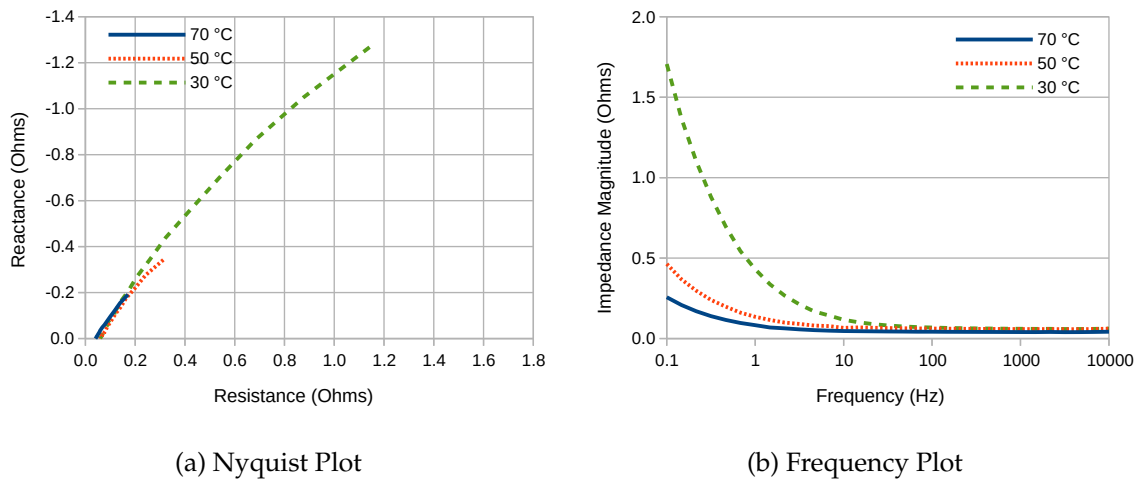 -1.4
-1.2
-1.0
-0.8
-0.6
-0.4
-0.2
0.0
Reactance (Ohms)
70 °C
50 °C
30 °C
0.0 0.2 0.4 0.6 0.8 1.0 1.2 1.4 1.6 1.8
Resistance (Ohms)
(a) Nyquist Plot
2.0
1.5
1.0
0.5
0.0
Impedance Magnitude (Ohms)
70 °C
50 °C
30 °C
0.1 1 10 100 1000 10000
Frequency (Hz)
(b) Frequency Plot